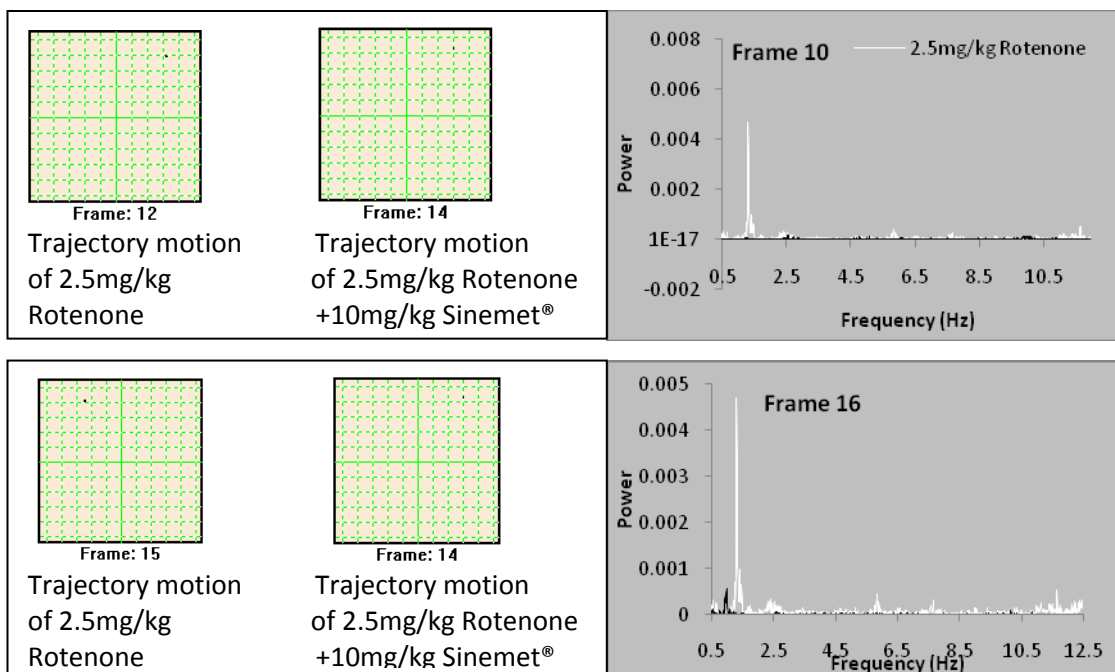 Frame: 12
Trajectory motion
of 2.5mg/kg
Rotenone
Frame: 14
Trajectory motion
of 2.5mg/kg Rotenone
+10mg/kg Sinemet®
Frame 10
2.5mg/kg Rotenone
Power
0.008
0.006
0.004
0.002
1E-17
-0.002
0.5 2.5 4.5 6.5 8.5 10.5
Frequency (Hz)
Frame: 15
Trajectory motion
of 2.5mg/kg
Rotenone
Frame: 14
Trajectory motion
of 2.5mg/kg Rotenone
+10mg/kg Sinemet®
Frame 16
Power
0.005
0.004
0.003
0.002
0.001
0
0.5 2.5 4.5 6.5 8.5 10.5 12.5
Frequency (Hz)